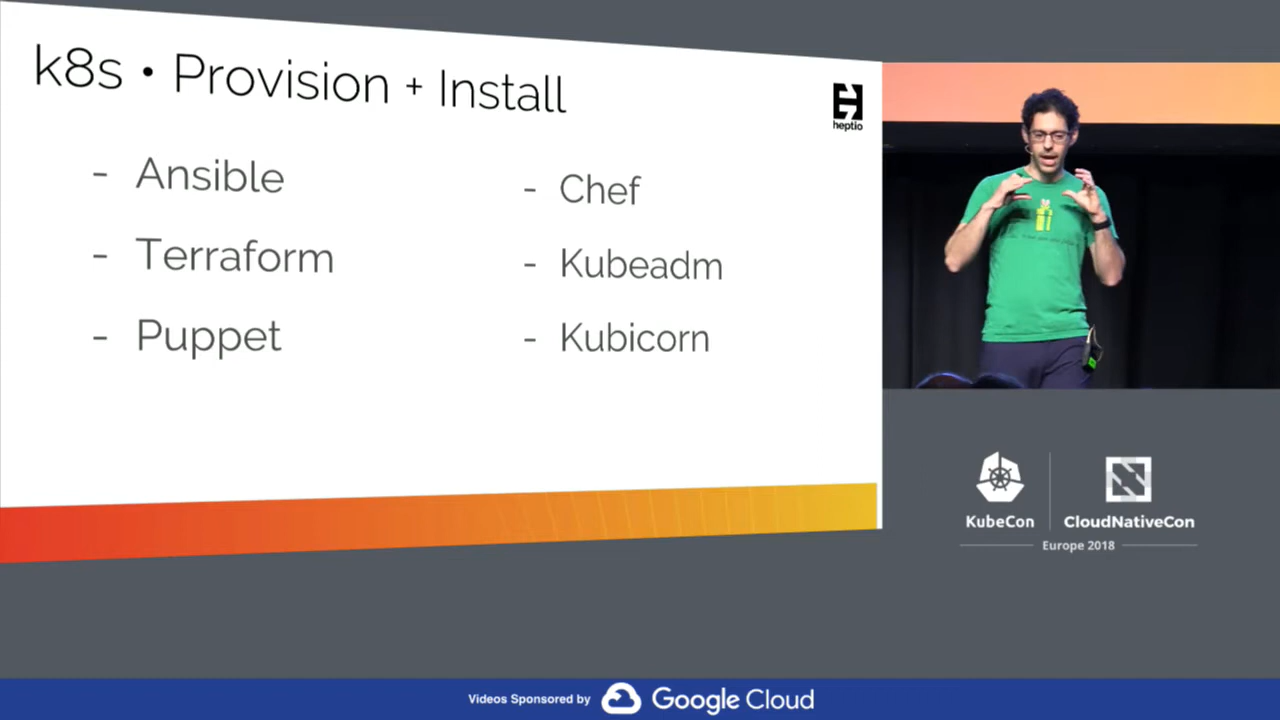 k8s • Provision + Install
heptio
- Ansible
- Terraform
- Puppet
- Chef
- Kubeadm
- Kubicorn
KubeCon
CloudNativeCon
Europe 2018
Videos Sponsored by Google Cloud